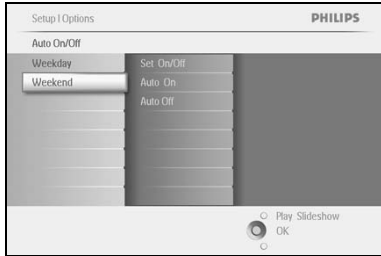 Setup | Options
PHILIPS
Auto On/Off
Weekday
Set On/Off
Weekend
Auto On
Auto Off
Play Slideshow
OK